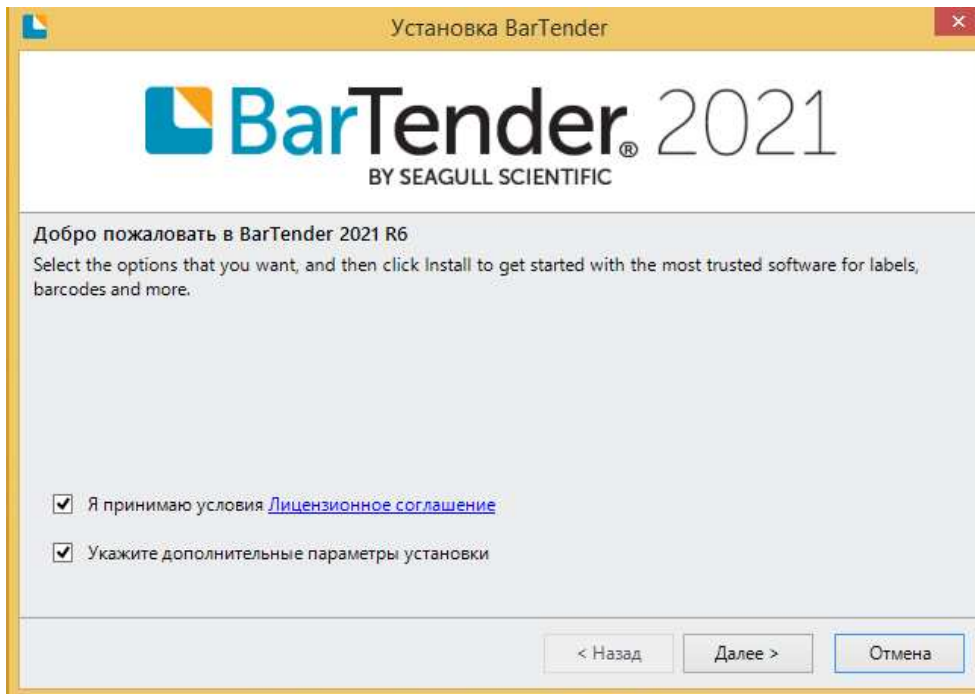 Установка BarTender
BarTender® 2021
BY SEAGULL SCIENTIFIC
Добро пожаловать в BarTender 2021 R6
Select the options that you want, and then click Install to get started with the most trusted software for labels,
barcodes and more.
Я принимаю условия Лицензионное соглашение
Укажите дополнительные параметры установки
< Назад
Далее >
Отмена